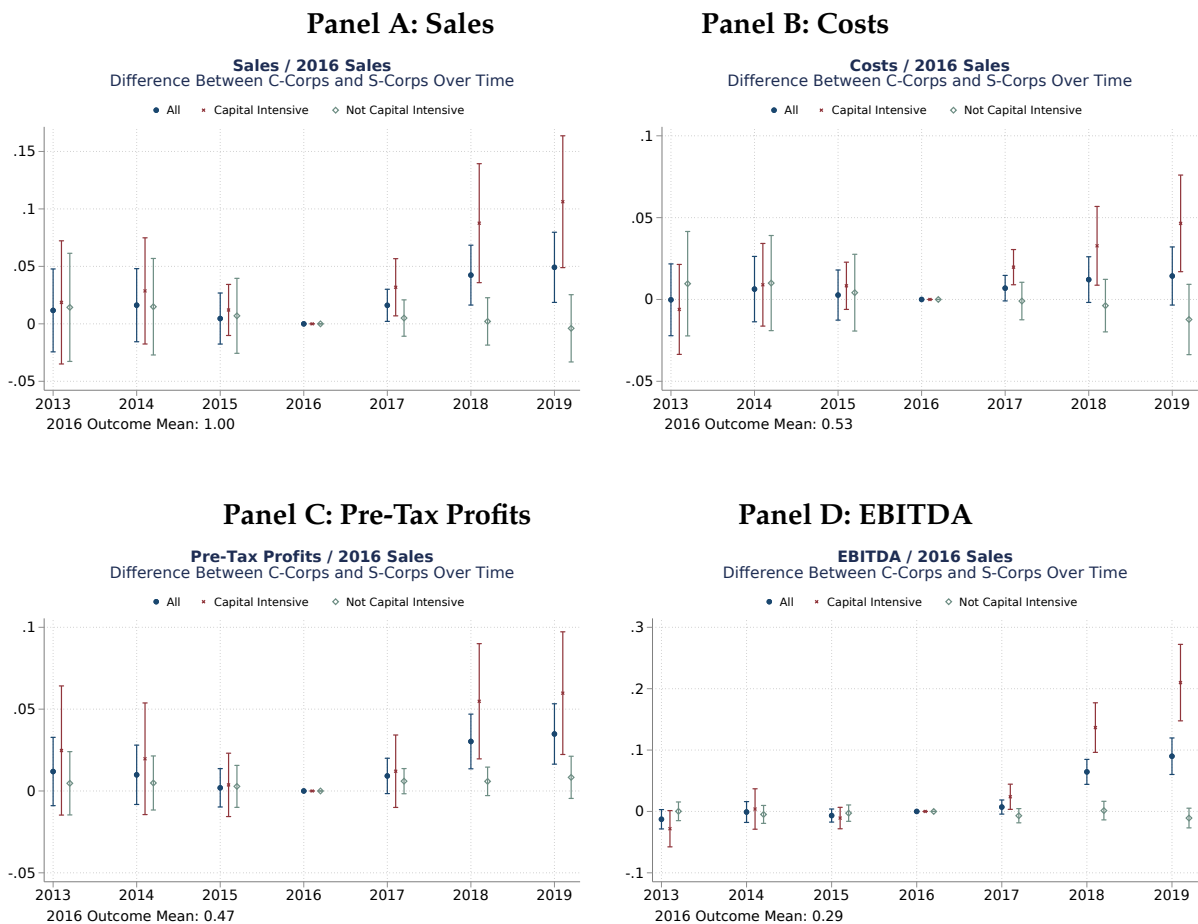 Panel A: Sales
Sales / 2016 Sales
Difference Between C-Corps and S-Corps Over Time
All Capital Intensive Not Capital Intensive
.15
.1
.05
0
-.05
2013 2014 2015 2016 2017 2018 2019
2016 Outcome Mean: 1.00
Panel B: Costs
Costs / 2016 Sales
Difference Between C-Corps and S-Corps Over Time
All Capital Intensive Not Capital Intensive
.1
.05
0
-.05
2013 2014 2015 2016 2017 2018 2019
2016 Outcome Mean: 0.53
Panel C: Pre-Tax Profits
Pre-Tax Profits / 2016 Sales
Difference Between C-Corps and S-Corps Over Time
All Capital Intensive Not Capital Intensive
.1
.05
0
-.05
2013 2014 2015 2016 2017 2018 2019
2016 Outcome Mean: 0.47
Panel D: EBITDA
EBITDA / 2016 Sales
Difference Between C-Corps and S-Corps Over Time
All Capital Intensive Not Capital Intensive
.3
.2
.1
0
-.1
2013 2014 2015 2016 2017 2018 2019
2016 Outcome Mean: 0.29